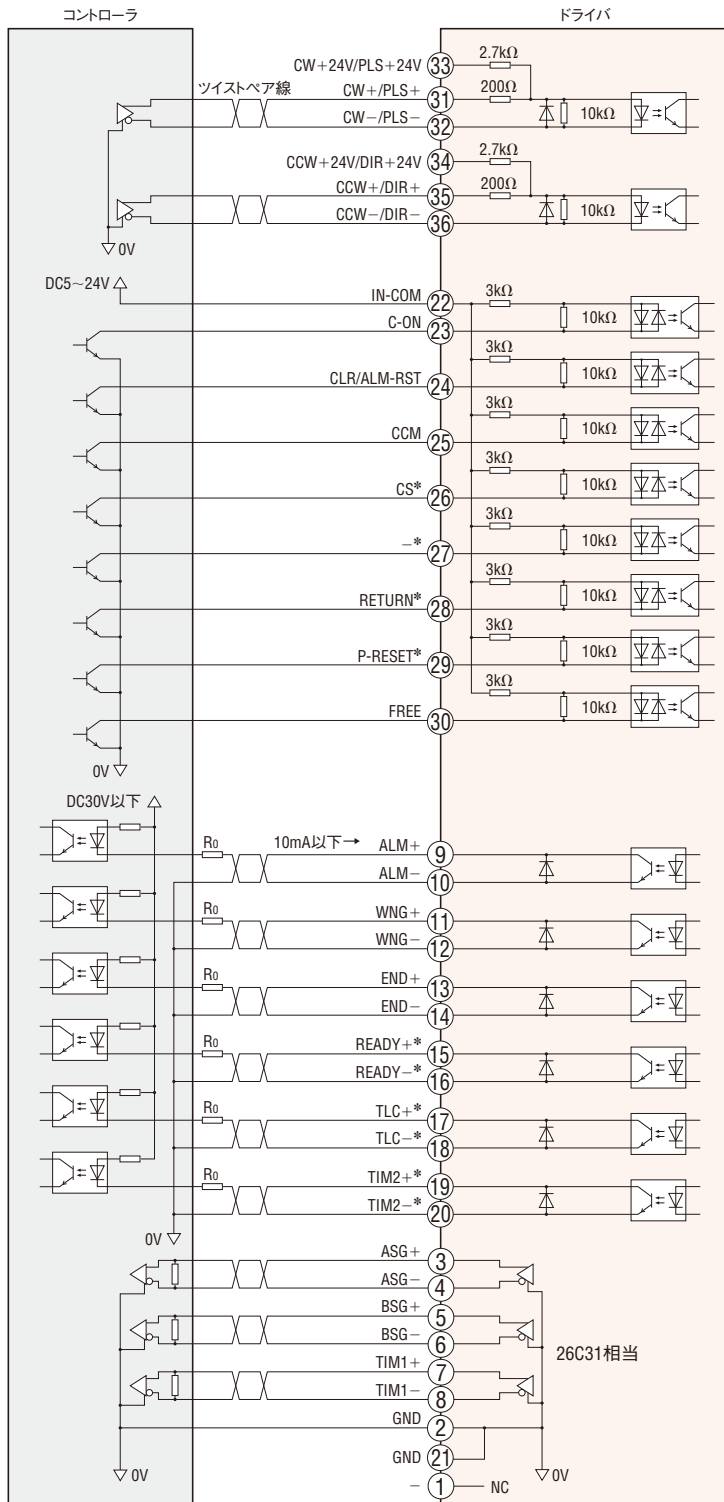 コントローラ
ドライバ
CW+24V/PLS+24V 33 2.7kΩ
ツイストペア線 CW+/PLS+ 31 200Ω
CW−/PLS− 32 10kΩ
CCW+24V/DIR+24V 34 2.7kΩ
CCW+/DIR+ 35 200Ω
CCW−/DIR− 36 10kΩ
0V
DC5〜24V IN-COM 22 3kΩ
C-ON 23 10kΩ
3kΩ
CLR/ALM-RST 24 10kΩ
3kΩ
CCM 25 10kΩ
3kΩ
CS* 26 10kΩ
3kΩ
−* 27 10kΩ
3kΩ
RETURN* 28 10kΩ
3kΩ
P-RESET* 29 10kΩ
3kΩ
FREE 30 10kΩ
0V
DC30V以下
R0 10mA以下→ ALM+ 9
ALM− 10
R0 WNG+ 11
WNG− 12
R0 END+ 13
END− 14
R0 READY+* 15
READY−* 16
R0 TLC+* 17
TLC−* 18
R0 TIM2+* 19
TIM2−* 20
0V
ASG+ 3
ASG− 4
BSG+ 5
BSG− 6
26C31相当
TIM1+ 7
TIM1− 8
GND 2
GND 21
0V 0V
− 1 NC